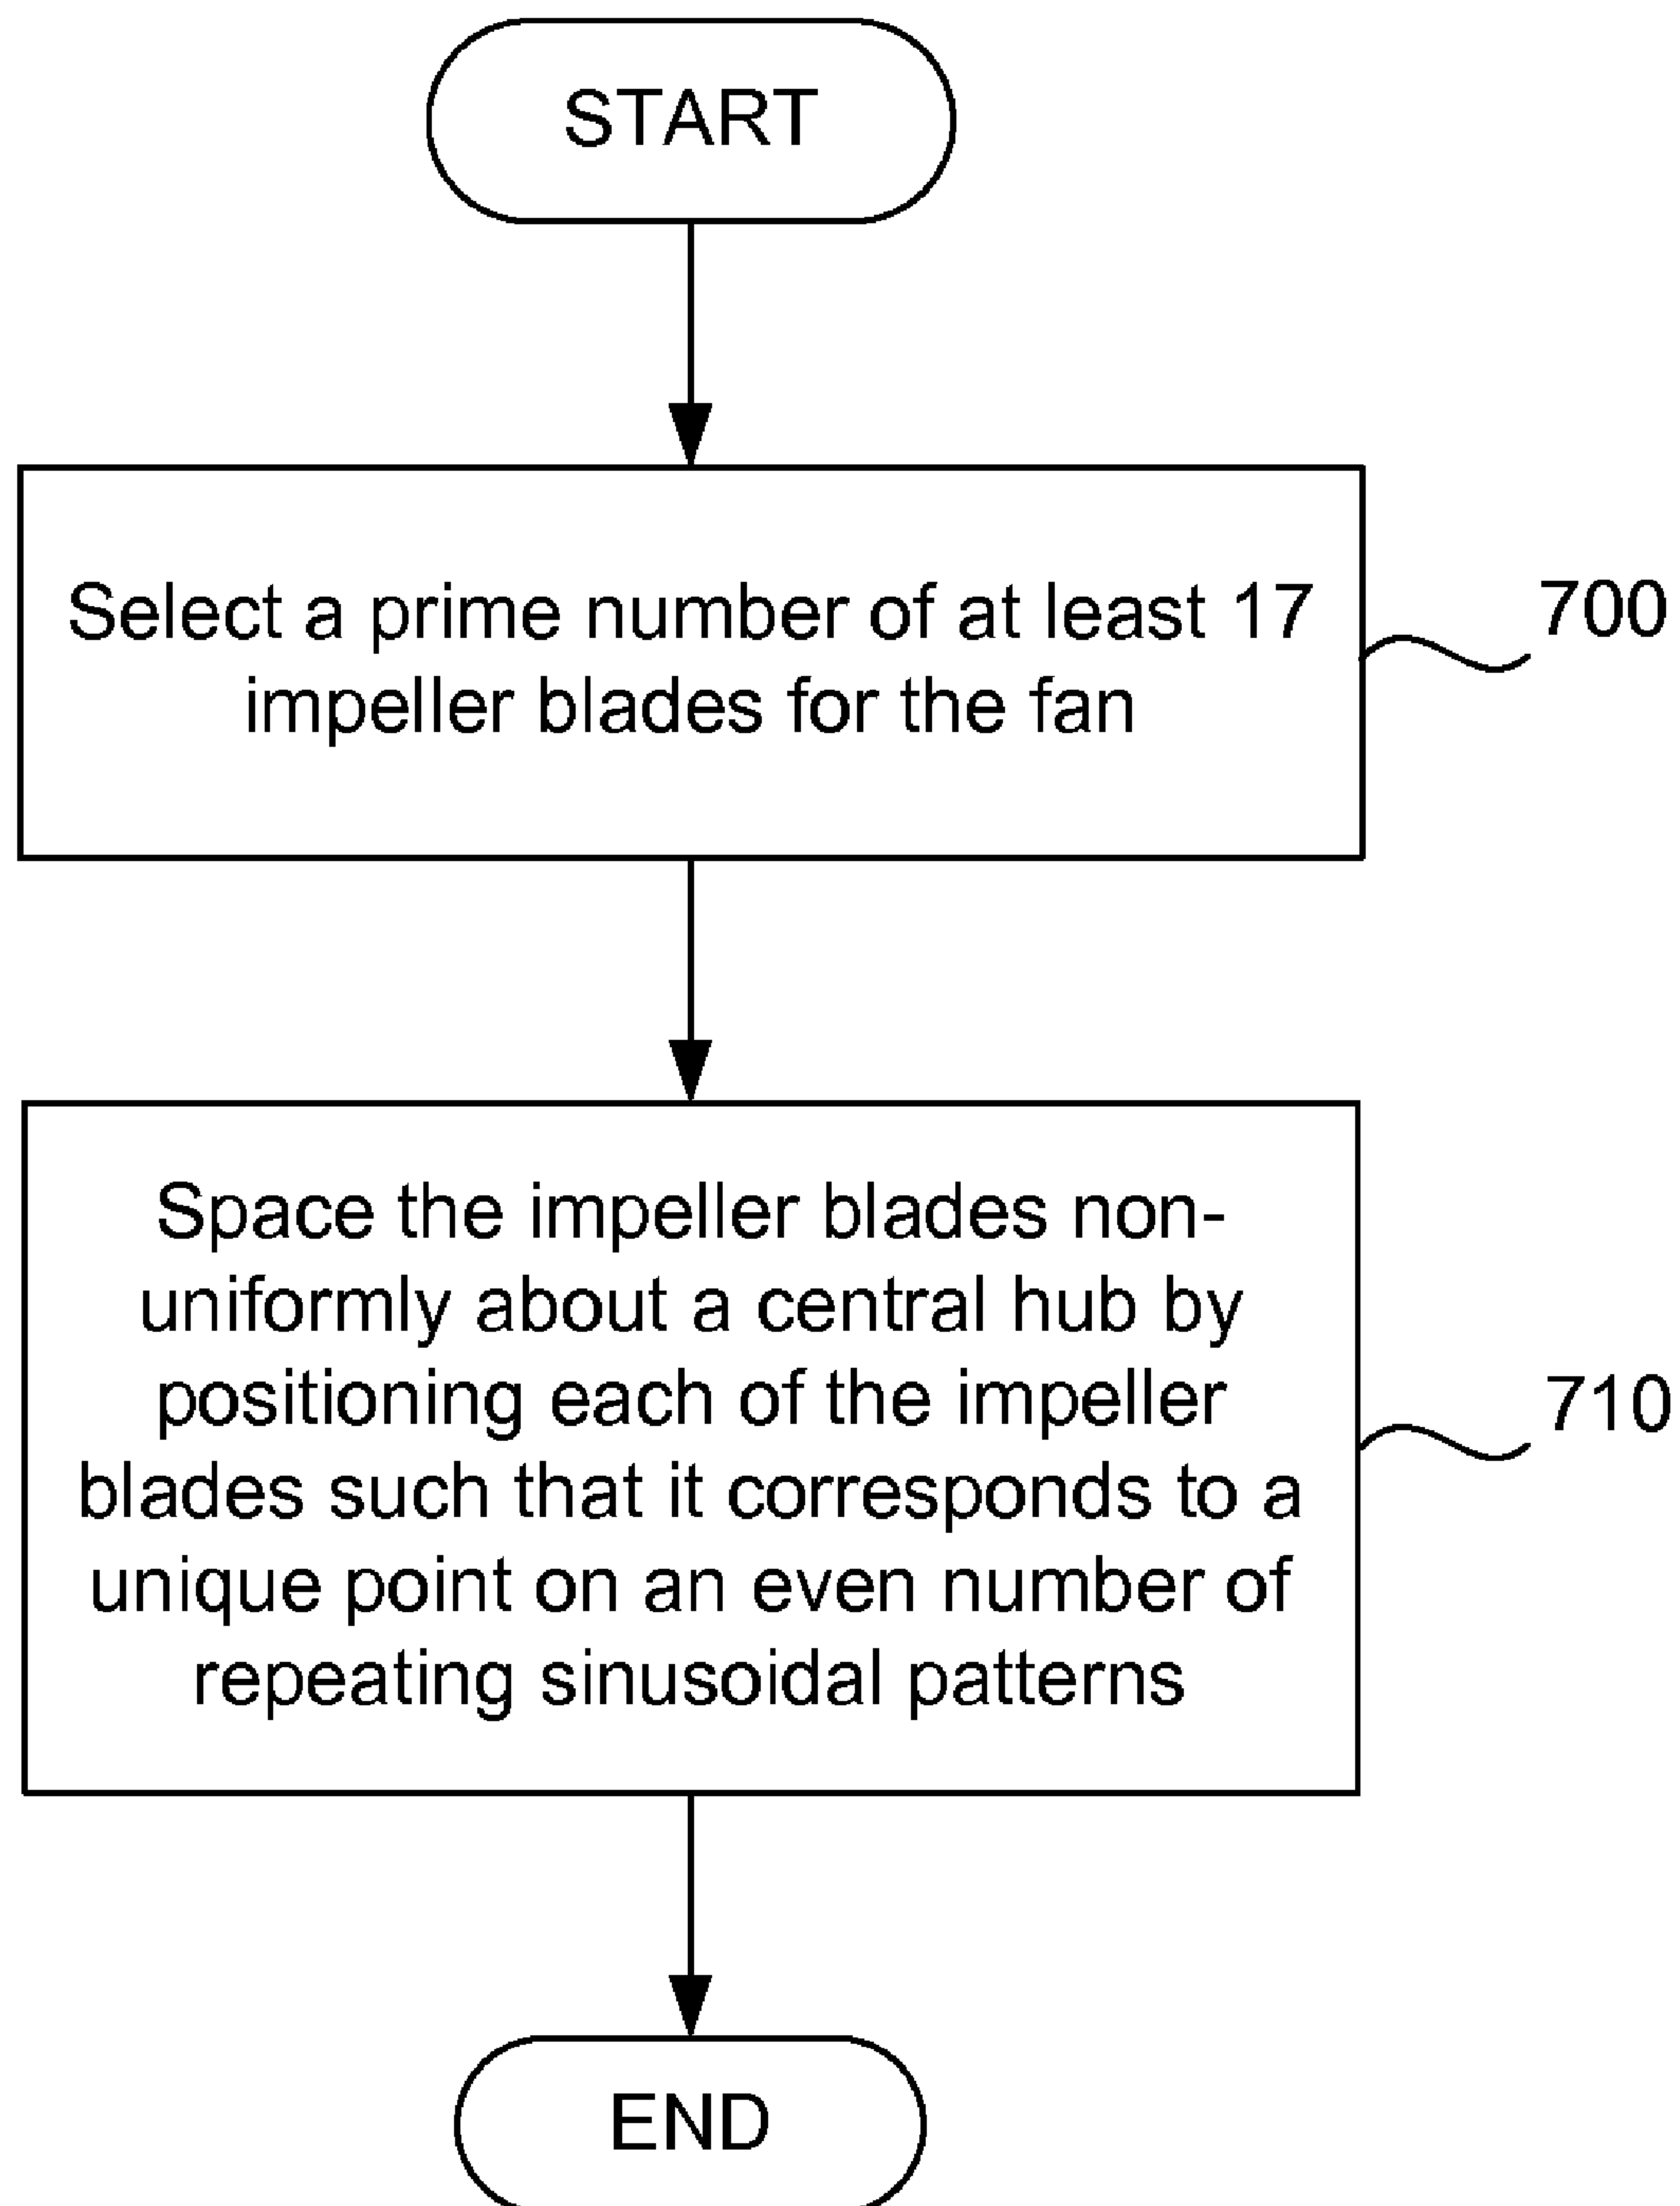 START
Select a prime number of at least 17
impeller blades for the fan
700
Space the impeller blades non-
uniformly about a central hub by
positioning each of the impeller
blades such that it corresponds to a
unique point on an even number of
repeating sinusoidal patterns
710
END